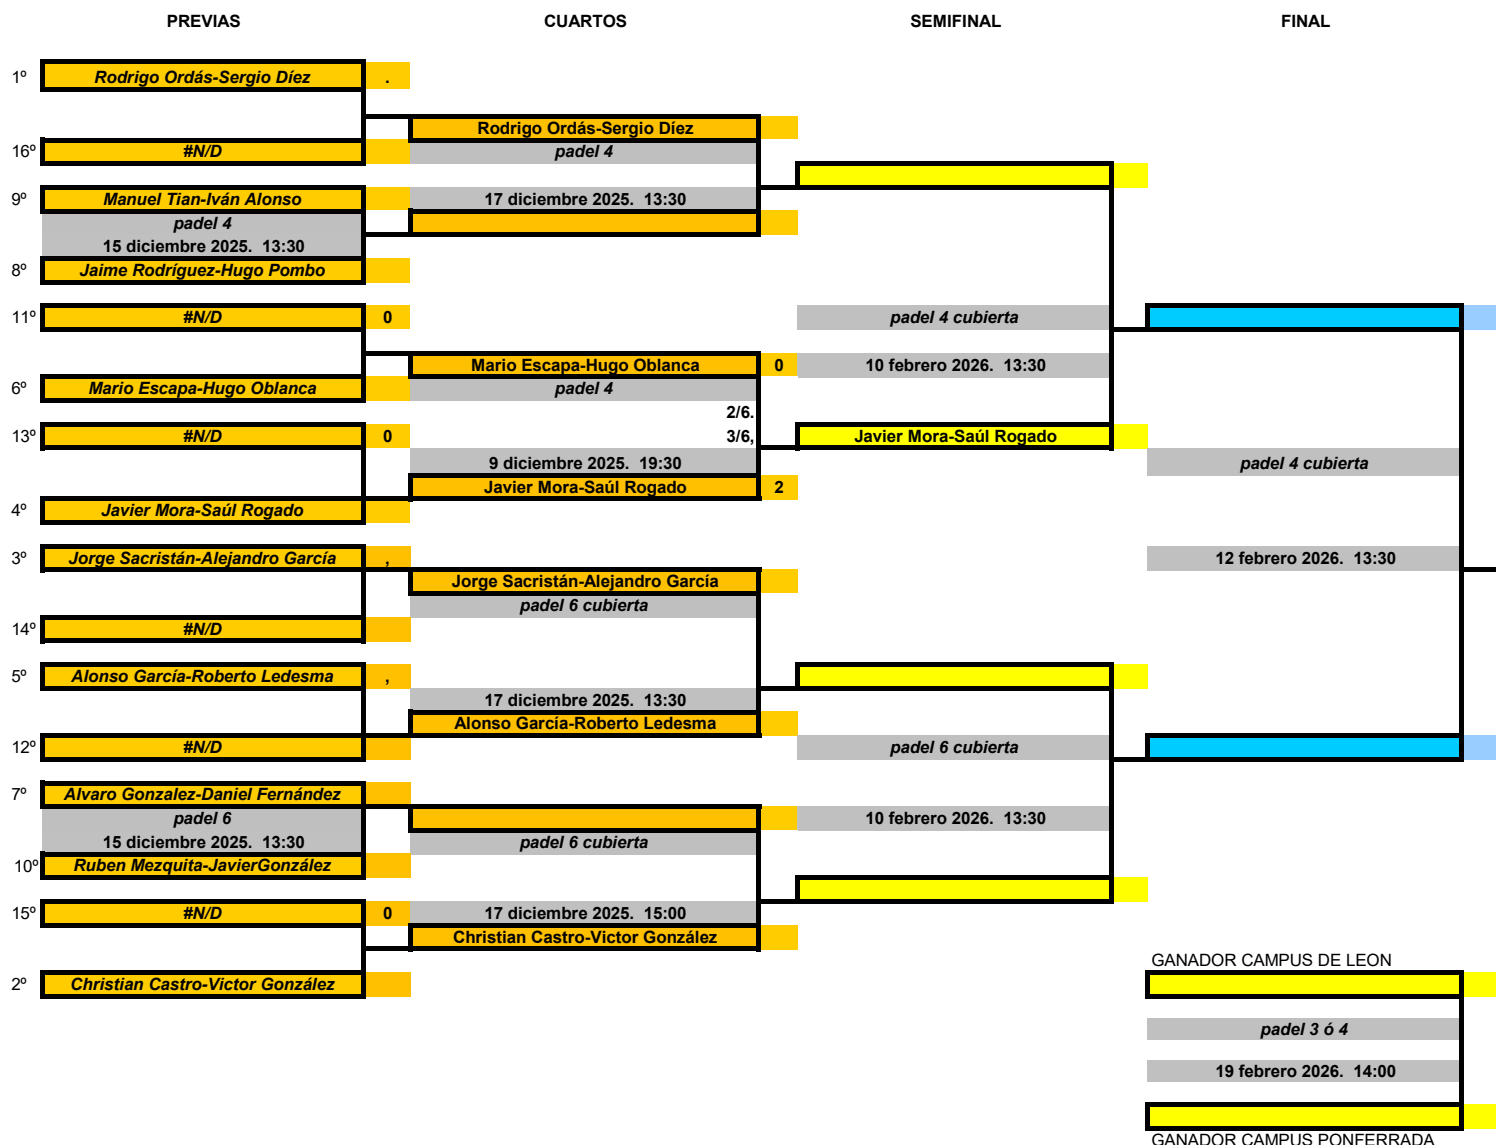 PREVIAS CUARTOS SEMIFINAL FINAL
1º Rodrigo Ordás-Sergio Díez .
Rodrigo Ordás-Sergio Díez
16º #N/D padel 4
9º Manuel Tian-Iván Alonso 17 diciembre 2025. 13:30
padel 4
15 diciembre 2025. 13:30
8º Jaime Rodríguez-Hugo Pombo
11º #N/D 0 padel 4 cubierta
Mario Escapa-Hugo Oblanca 0 10 febrero 2026. 13:30
6º Mario Escapa-Hugo Oblanca padel 4
2/6.
13º #N/D 0 3/6, Javier Mora-Saúl Rogado
9 diciembre 2025. 19:30 padel 4 cubierta
Javier Mora-Saúl Rogado 2
4º Javier Mora-Saúl Rogado
3º Jorge Sacristán-Alejandro García , 12 febrero 2026. 13:30
Jorge Sacristán-Alejandro García
padel 6 cubierta
14º #N/D
5º Alonso García-Roberto Ledesma ,
17 diciembre 2025. 13:30
Alonso García-Roberto Ledesma
12º #N/D padel 6 cubierta
7º Alvaro Gonzalez-Daniel Fernández
padel 6 10 febrero 2026. 13:30
15 diciembre 2025. 13:30 padel 6 cubierta
10º Ruben Mezquita-JavierGonzález
15º #N/D 0 17 diciembre 2025. 15:00
Christian Castro-Victor González
GANADOR CAMPUS DE LEON
2º Christian Castro-Victor González
padel 3 ó 4
19 febrero 2026. 14:00
GANADOR CAMPUS PONFERRADA